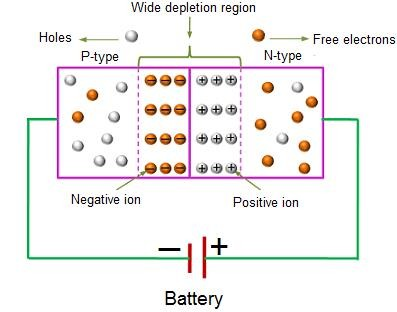 Wide depletion region
Holes
Free electrons
P-type
N-type
Negative ion
Positive ion
− +
Battery